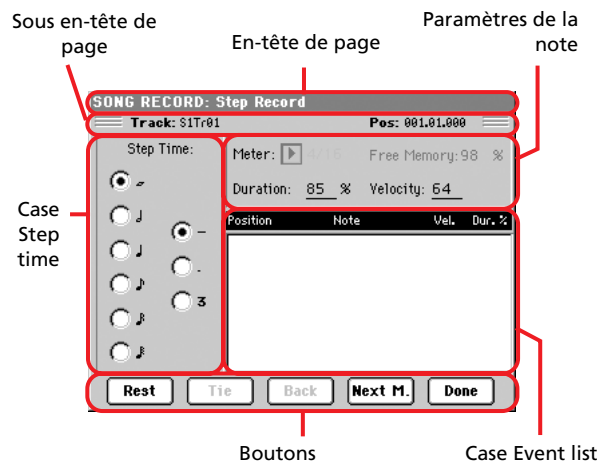 Sous en-tête de
page
En-tête de page
Paramètres de la
note
SONG RECORD: Step Record
Track: S1Tr01 Pos: 001.01.000
Step Time:
Meter: 4/16 Free Memory: 98 %
Duration: 85 % Velocity: 64
Case
Step
time
Position Note Vel. Dur.%
3
Rest Tie Back Next M. Done
Boutons
Case Event list